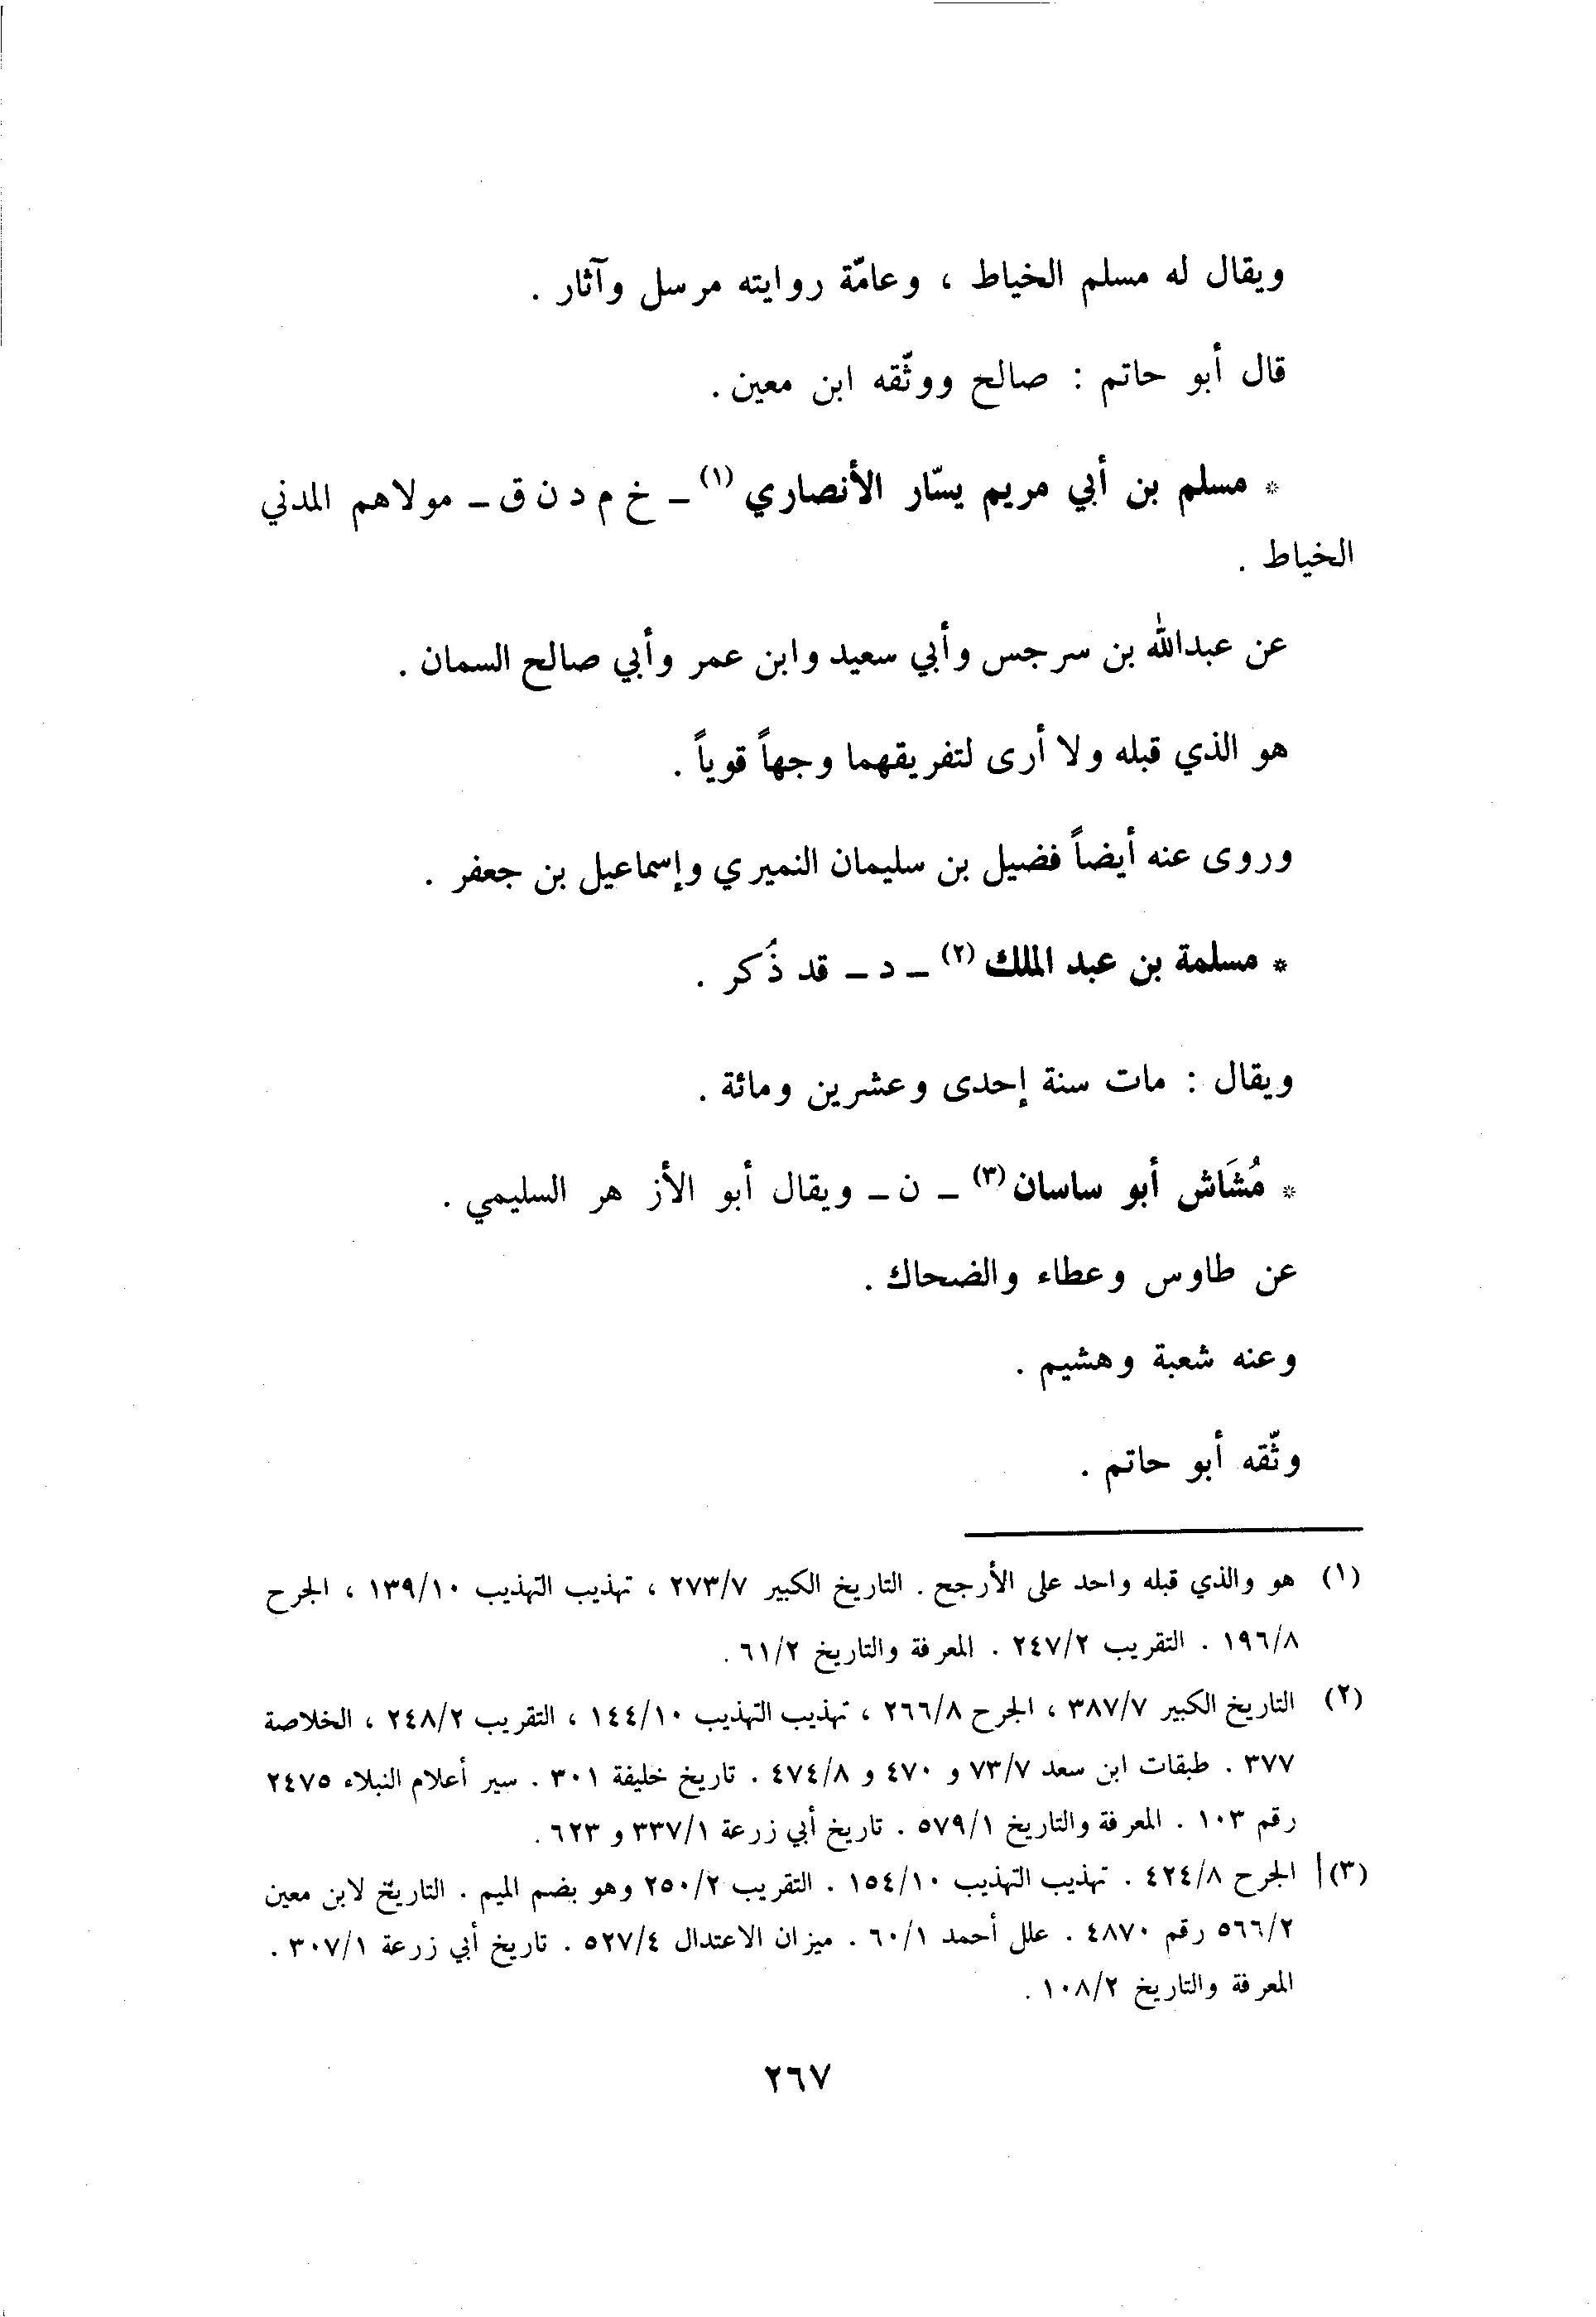 ويقال له مسلم الخياط ، وعامّة روايته مرسل وآثار .
قال أبو حاتم : صالح ووثّقه ابن معين .
* مسلم بن أبي مريم يسّار الأنصاري (١) – خ م د ن ق – مولاهم المدني
الخياط .
عن عبدالله بن سرجس وأبي سعيد وابن عمر وأبي صالح السمان .
هو الذي قبله ولا أرى لتفريقهما وجهاً قوياً .
وروى عنه أيضاً فضيل بن سليمان النميري وإسماعيل بن جعفر .
* مسلمة بن عبد الملك (٢) – د – قد ذُكر .
ويقال : مات سنة إحدى وعشرين ومائة .
* مُشَاش أبو ساسان (٣) – ن – ويقال أبو الأز هر السليمي .
عن طاوس وعطاء والضحاك .
وعنه شعبة وهشيم .
وثّقه أبو حاتم .
(١) هو والذي قبله واحد على الأرجح . التاريخ الكبير ٢٧٣/٧ ، تهذيب التهذيب ١٣٩/١٠ ، الجرح
١٩٦/٨ . التقريب ٢٤٧/٢ . المعرفة والتاريخ ٦١/٢ .
(٢) التاريخ الكبير ٣٨٧/٧ ، الجرح ٢٦٦/٨ ، تهذيب التهذيب ١٤٤/١٠ ، التقريب ٢٤٨/٢ ، الخلاصة
٣٧٧ . طبقات ابن سعد ٧٣/٧ و ٤٧٠ و ٤٧٤/٨ . تاريخ خليفة ٣٠١ . سير أعلام النبلاء ٢٤٧٥
رقم ١٠٣ . المعرفة والتاريخ ٥٧٩/١ . تاريخ أبي زرعة ٣٣٧/١ و ٦٢٣ .
(٣) الجرح ٤٢٤/٨ . تهذيب التهذيب ١٥٤/١٠ . التقريب ٢٥٠/٢ وهو بضم الميم . التاريخ لابن معين
٥٦٦/٢ رقم ٤٨٧٠ . علل أحمد ٦٠/١ . ميزان الاعتدال ٥٢٧/٤ . تاريخ أبي زرعة ٣٠٧/١ .
المعرفة والتاريخ ١٠٨/٢ .
٢٦٧